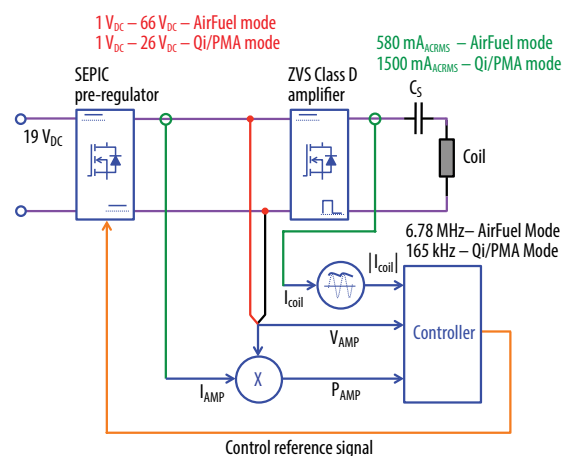 1 V_DC – 66 V_DC – AirFuel mode
1 V_DC – 26 V_DC – Qi/PMA mode
580 mA_ACRMS – AirFuel mode
1500 mA_ACRMS – Qi/PMA mode
SEPIC
pre-regulator
ZVS Class D
amplifier
C_S
19 V_DC
Coil
6.78 MHz– AirFuel Mode
165 kHz – Qi/PMA Mode
|I_coil|
I_coil
V_AMP
Controller
X
I_AMP
P_AMP
Control reference signal